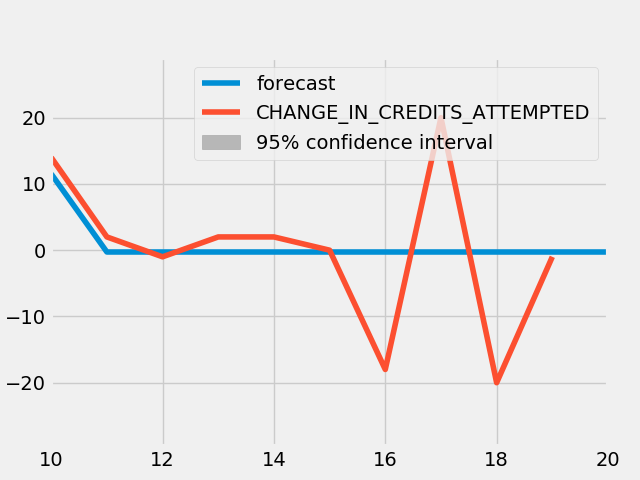 forecast
CHANGE_IN_CREDITS_ATTEMPTED
95% confidence interval
20
10
0
−10
−20
10 12 14 16 18 20